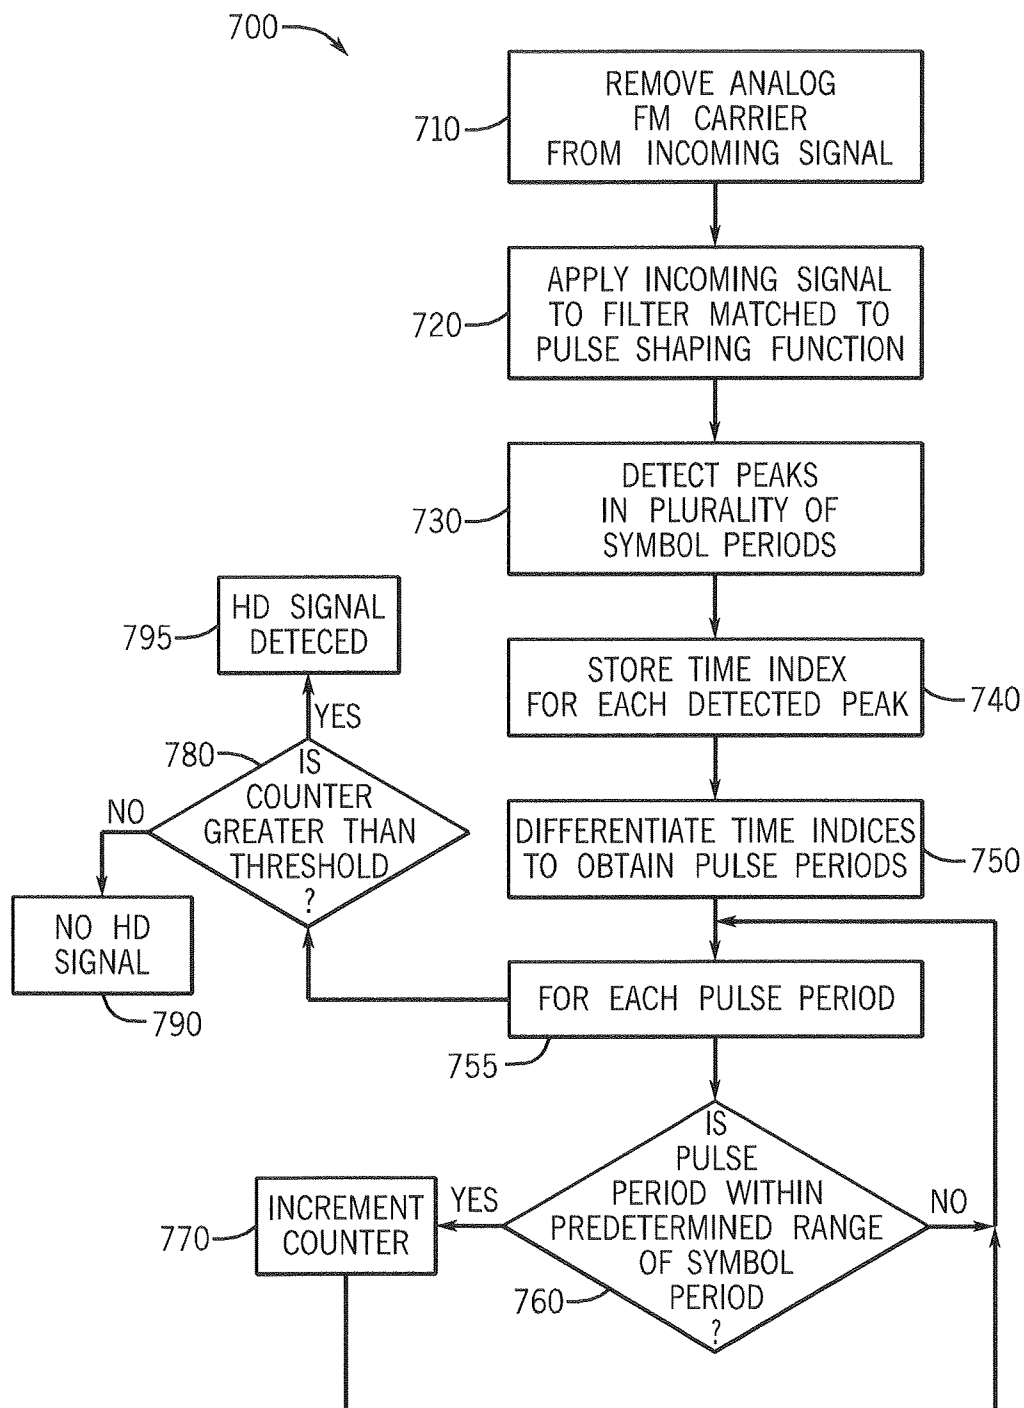 700
REMOVE ANALOG
FM CARRIER
FROM INCOMING SIGNAL
710
APPLY INCOMING SIGNAL
TO FILTER MATCHED TO
PULSE SHAPING FUNCTION
720
DETECT PEAKS
IN PLURALITY OF
SYMBOL PERIODS
730
STORE TIME INDEX
FOR EACH DETECTED PEAK
740
DIFFERENTIATE TIME INDICES
TO OBTAIN PULSE PERIODS
750
FOR EACH PULSE PERIOD
755
IS
PULSE
PERIOD WITHIN
PREDETERMINED RANGE
OF SYMBOL
PERIOD
?
760
NO
YES
INCREMENT
COUNTER
770
IS
COUNTER
GREATER THAN
THRESHOLD
?
780
YES
HD SIGNAL
DETECED
795
NO
NO HD
SIGNAL
790